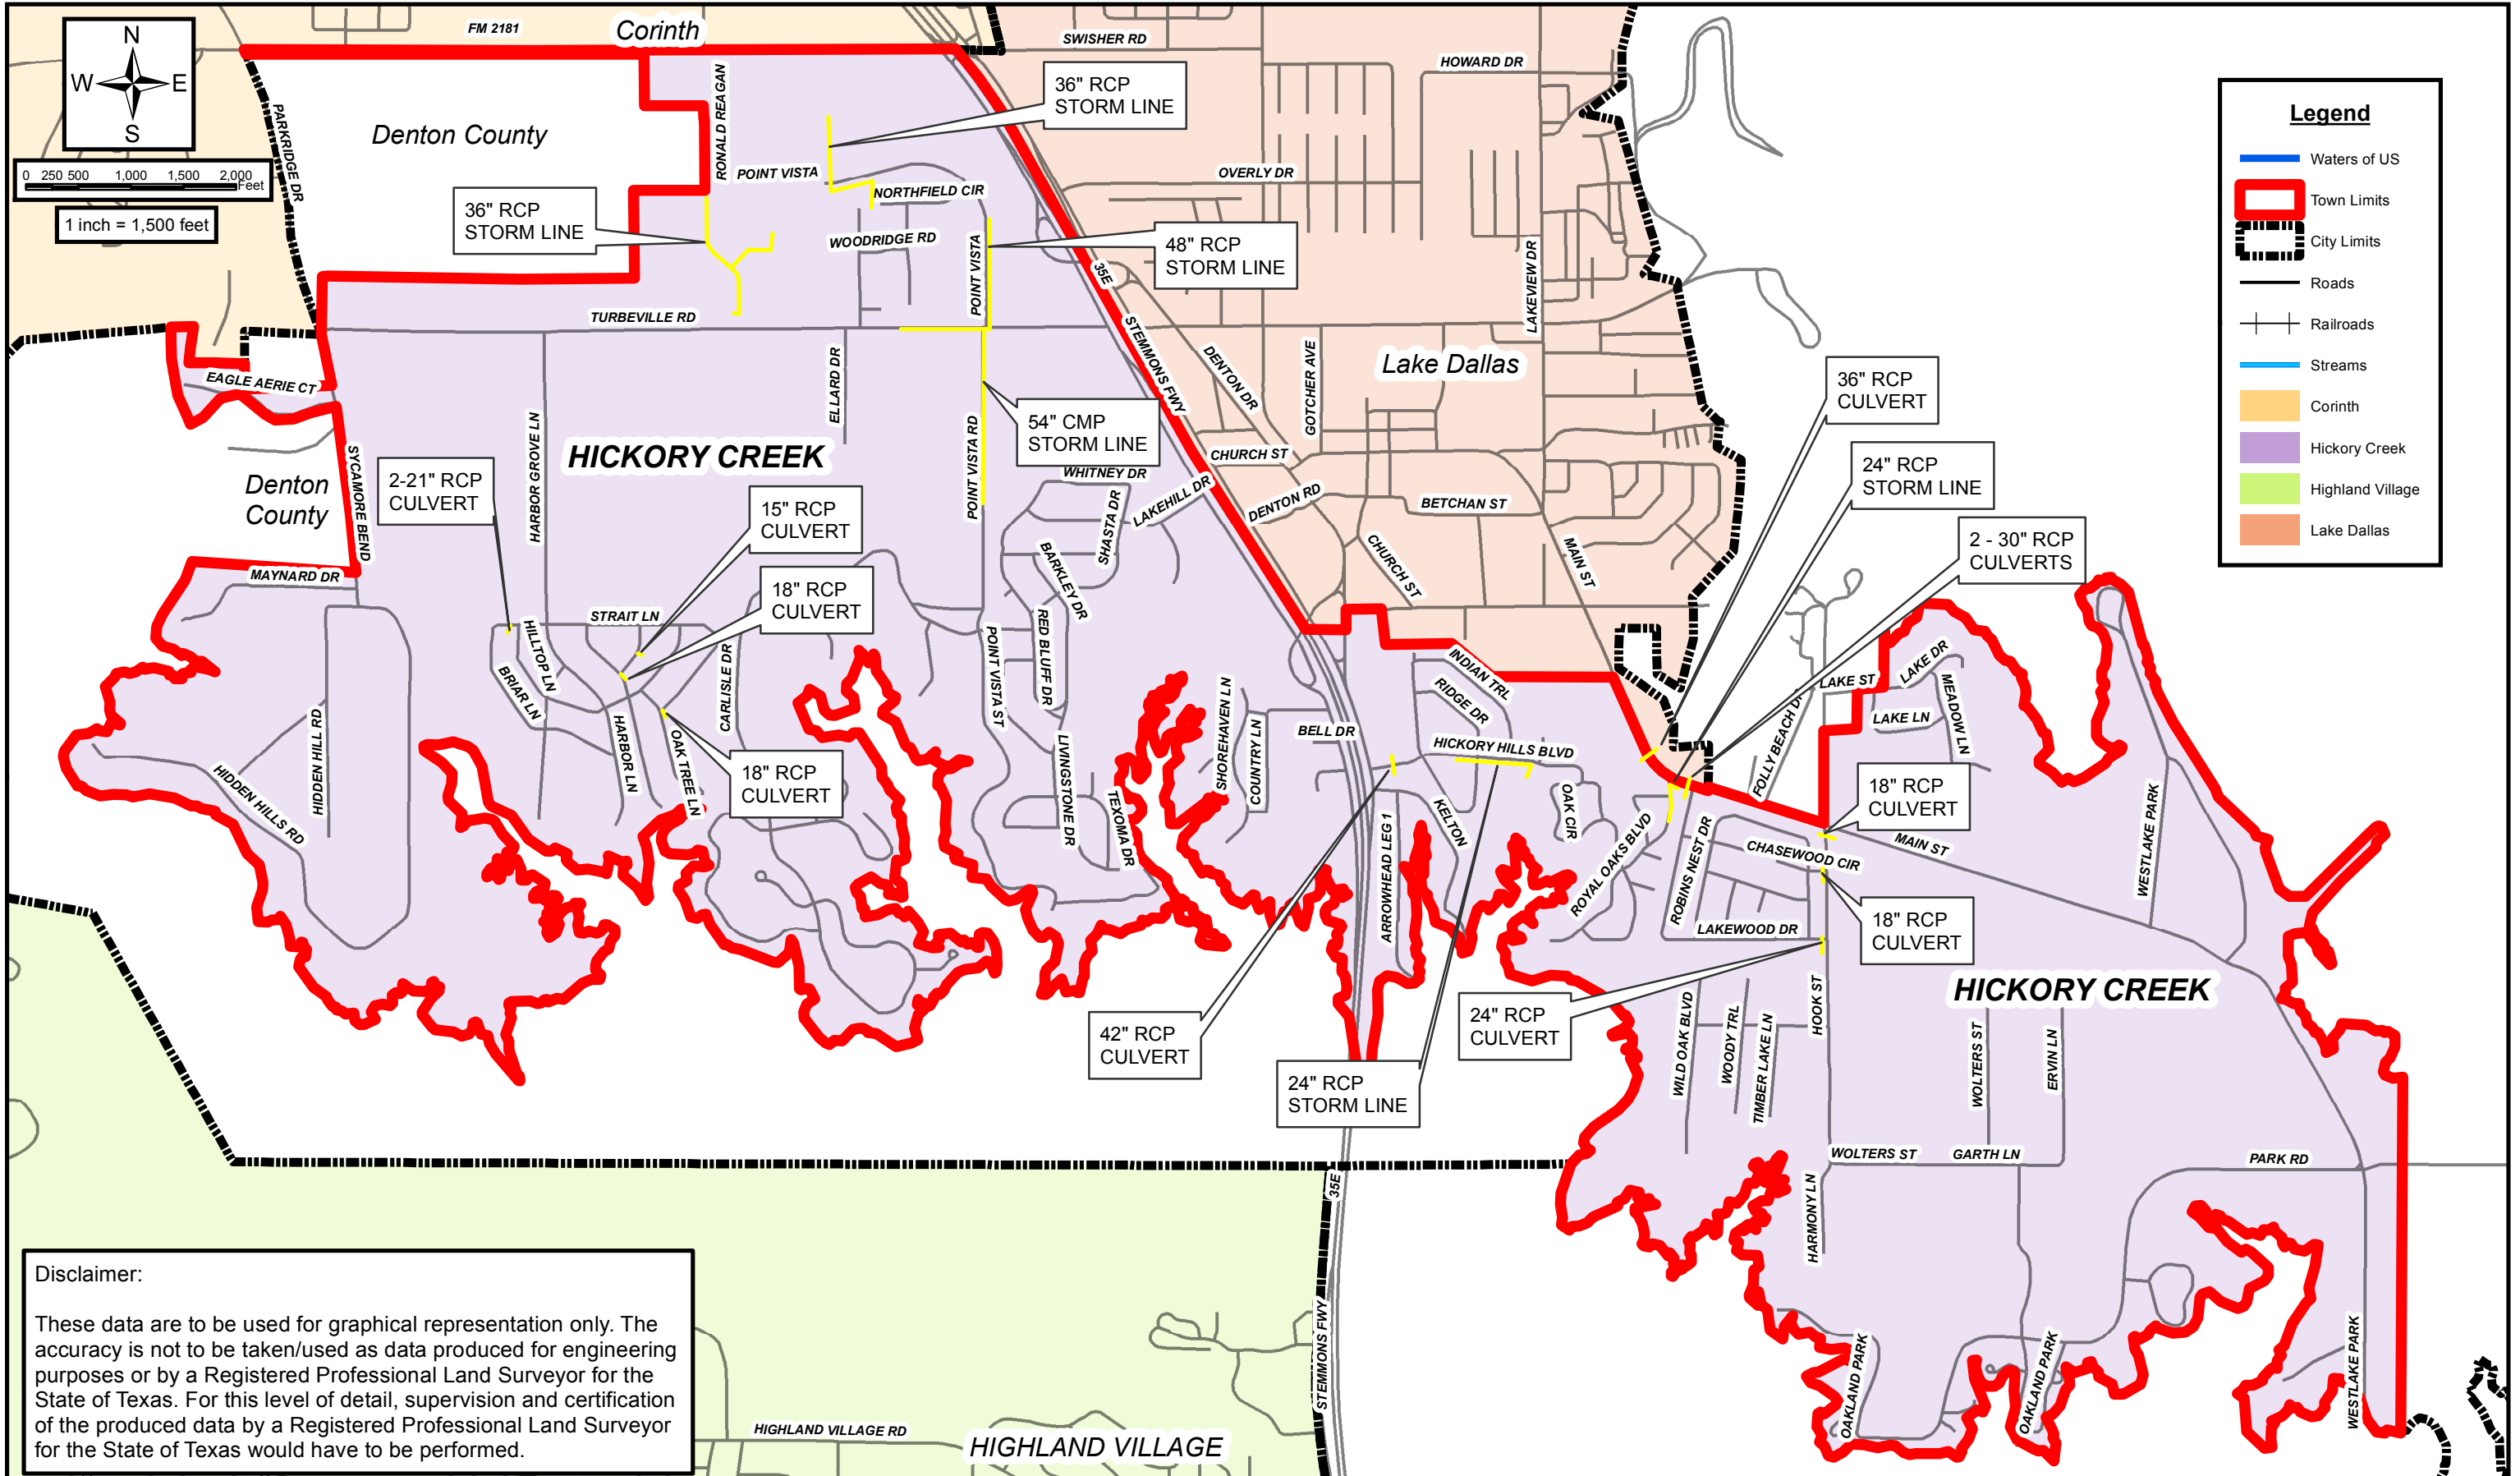 N
W
E
S
0 250 500 1,000 1,500 2,000
Feet
1 inch = 1,500 feet
FM 2181
Corinth
SWISHER RD
HOWARD DR
Denton County
PARKRIDGE DR
RONALD REAGAN
36" RCP
STORM LINE
POINT VISTA
NORTHFIELD CIR
OVERLY DR
36" RCP
STORM LINE
WOODRIDGE RD
POINT VISTA
48" RCP
STORM LINE
35E
LAKEVIEW DR
TURBEVILLE RD
STEMMONS FWY
DENTON DR
GOTCHER AVE
Lake Dallas
EAGLE AERIE CT
ELLARD DR
HARBOR GROVE LN
54" CMP
STORM LINE
POINT VISTA RD
HICKORY CREEK
CHURCH ST
WHITNEY DR
LAKEHILL DR
SHASTA DR
DENTON RD
BETCHAN ST
Denton
County
SYCAMORE BEND
2-21" RCP
CULVERT
15" RCP
CULVERT
18" RCP
CULVERT
MAYNARD DR
STRAIT LN
HILLTOP LN
BRIAR LN
HARBOR LN
OAK TREE LN
CARLISLE DR
18" RCP
CULVERT
BARKLEY DR
RED BLUFF DR
POINT VISTA ST
LIVINGSTONE DR
TEXOMA DR
HIDDEN HILL RD
HIDDEN HILLS RD
CHURCH ST
MAIN ST
36" RCP
CULVERT
24" RCP
STORM LINE
2 - 30" RCP
CULVERTS
INDIAN TRL
RIDGE DR
SHOREHAVEN LN
COUNTRY LN
BELL DR
HICKORY HILLS BLVD
KELTON
ARROWHEAD LEG 1
OAK CIR
ROYAL OAKS BLVD
ROBINS NEST DR
FOLLY BEACH DR
LAKE ST
LAKE DR
LAKE LN
MEADOW LN
18" RCP
CULVERT
CHASEWOOD CIR
MAIN ST
WESTLAKE PARK
18" RCP
CULVERT
LAKEWOOD DR
42" RCP
CULVERT
24" RCP
STORM LINE
24" RCP
CULVERT
HOOK ST
HICKORY CREEK
WILD OAK BLVD
WOODY TRL
TIMBER LAKE LN
WOLTERS ST
ERVIN LN
WOLTERS ST
GARTH LN
PARK RD
HARMONY LN
35E
STEMMONS FWY
OAKLAND PARK
OAKLAND PARK
WESTLAKE PARK
HIGHLAND VILLAGE RD
HIGHLAND VILLAGE
Legend
Waters of US
Town Limits
City Limits
Roads
Railroads
Streams
Corinth
Hickory Creek
Highland Village
Lake Dallas
Disclaimer:
These data are to be used for graphical representation only. The
accuracy is not to be taken/used as data produced for engineering
purposes or by a Registered Professional Land Surveyor for the
State of Texas. For this level of detail, supervision and certification
of the produced data by a Registered Professional Land Surveyor
for the State of Texas would have to be performed.